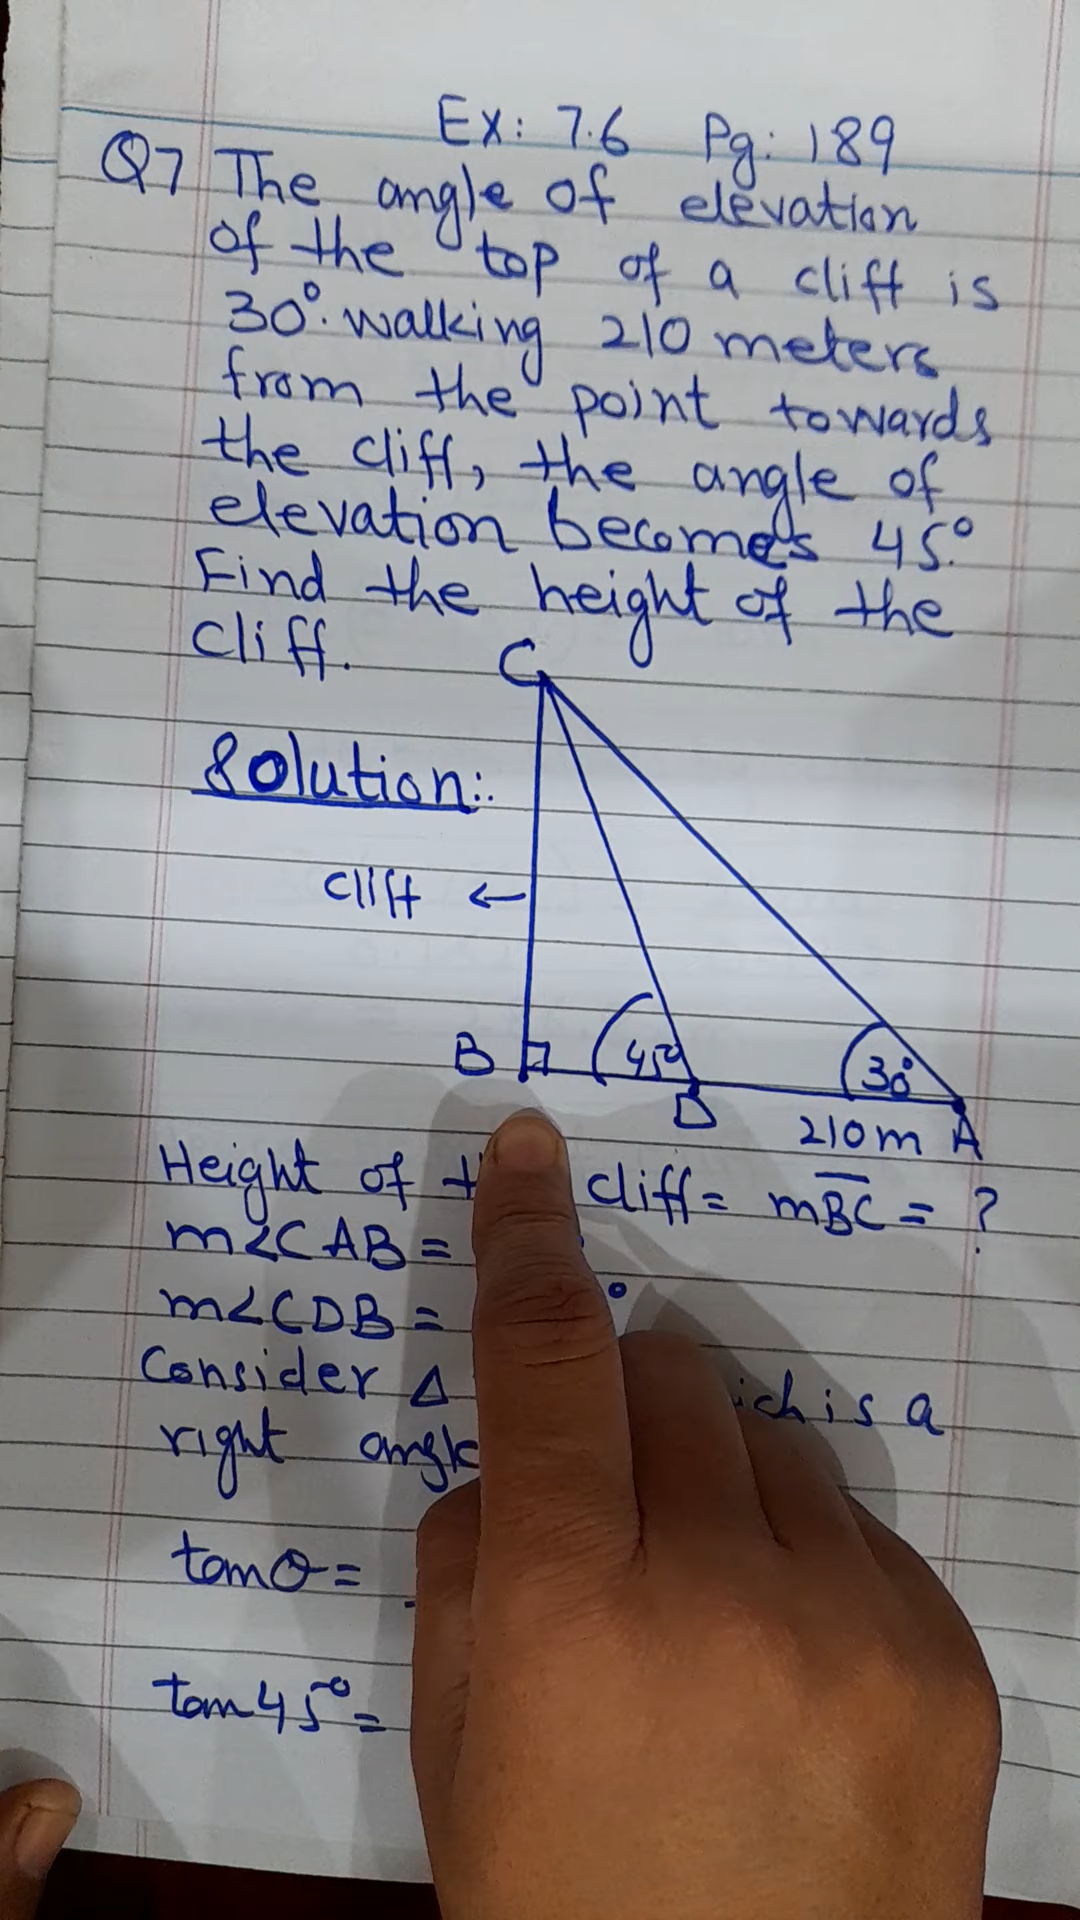 Ex: 7.6 Pg: 189
Q7 The angle of elevation
of the top of a cliff is
30°. walking 210 meters
from the point towards
the cliff, the angle of
elevation becomes 45°.
Find the height of the
cliff.
C
Solution::
cliff ←
B 45° 30°
D 210m A
Height of cliff = mBC = ?
m<CAB =
m<CDB = °
Consider Δ is a
right
tanθ =
tan45° =